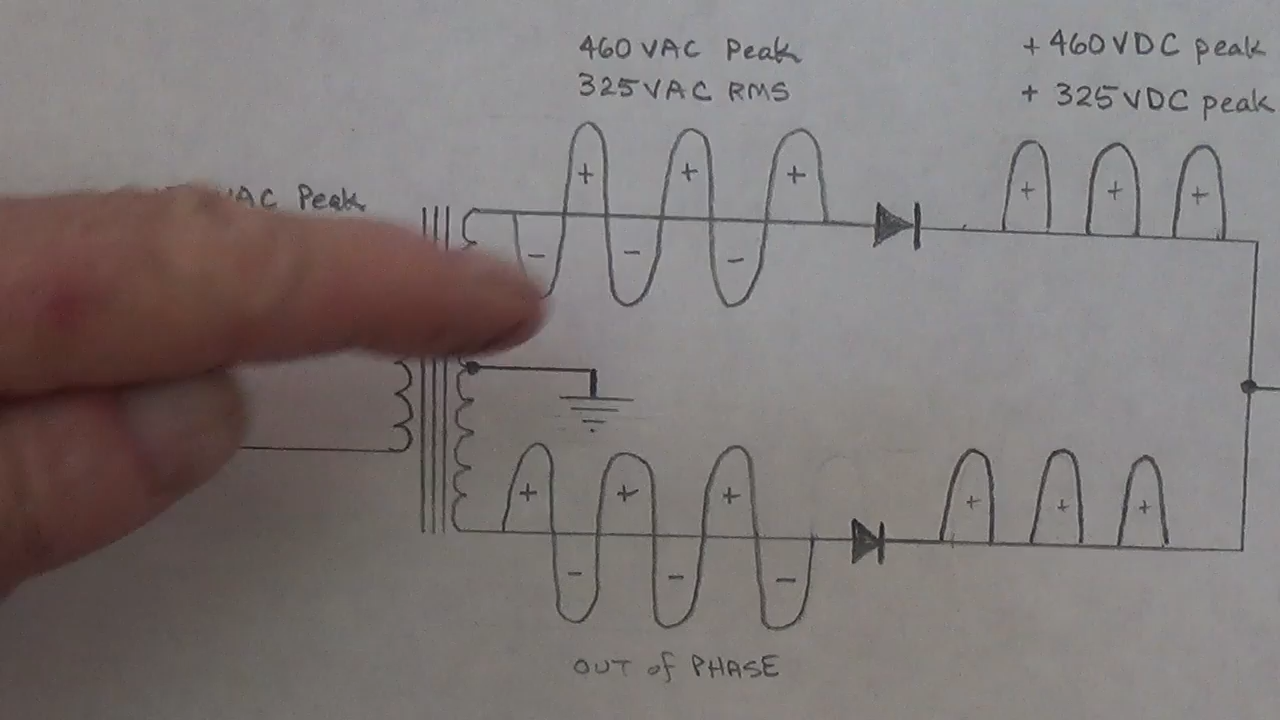 460 VAC Peak
325 VAC RMS
+ 460 VDC peak
+ 325 VDC peak
AC Peak
+ + +
- - -
+ + +
+ + +
- - -
+ + +
OUT of PHASE